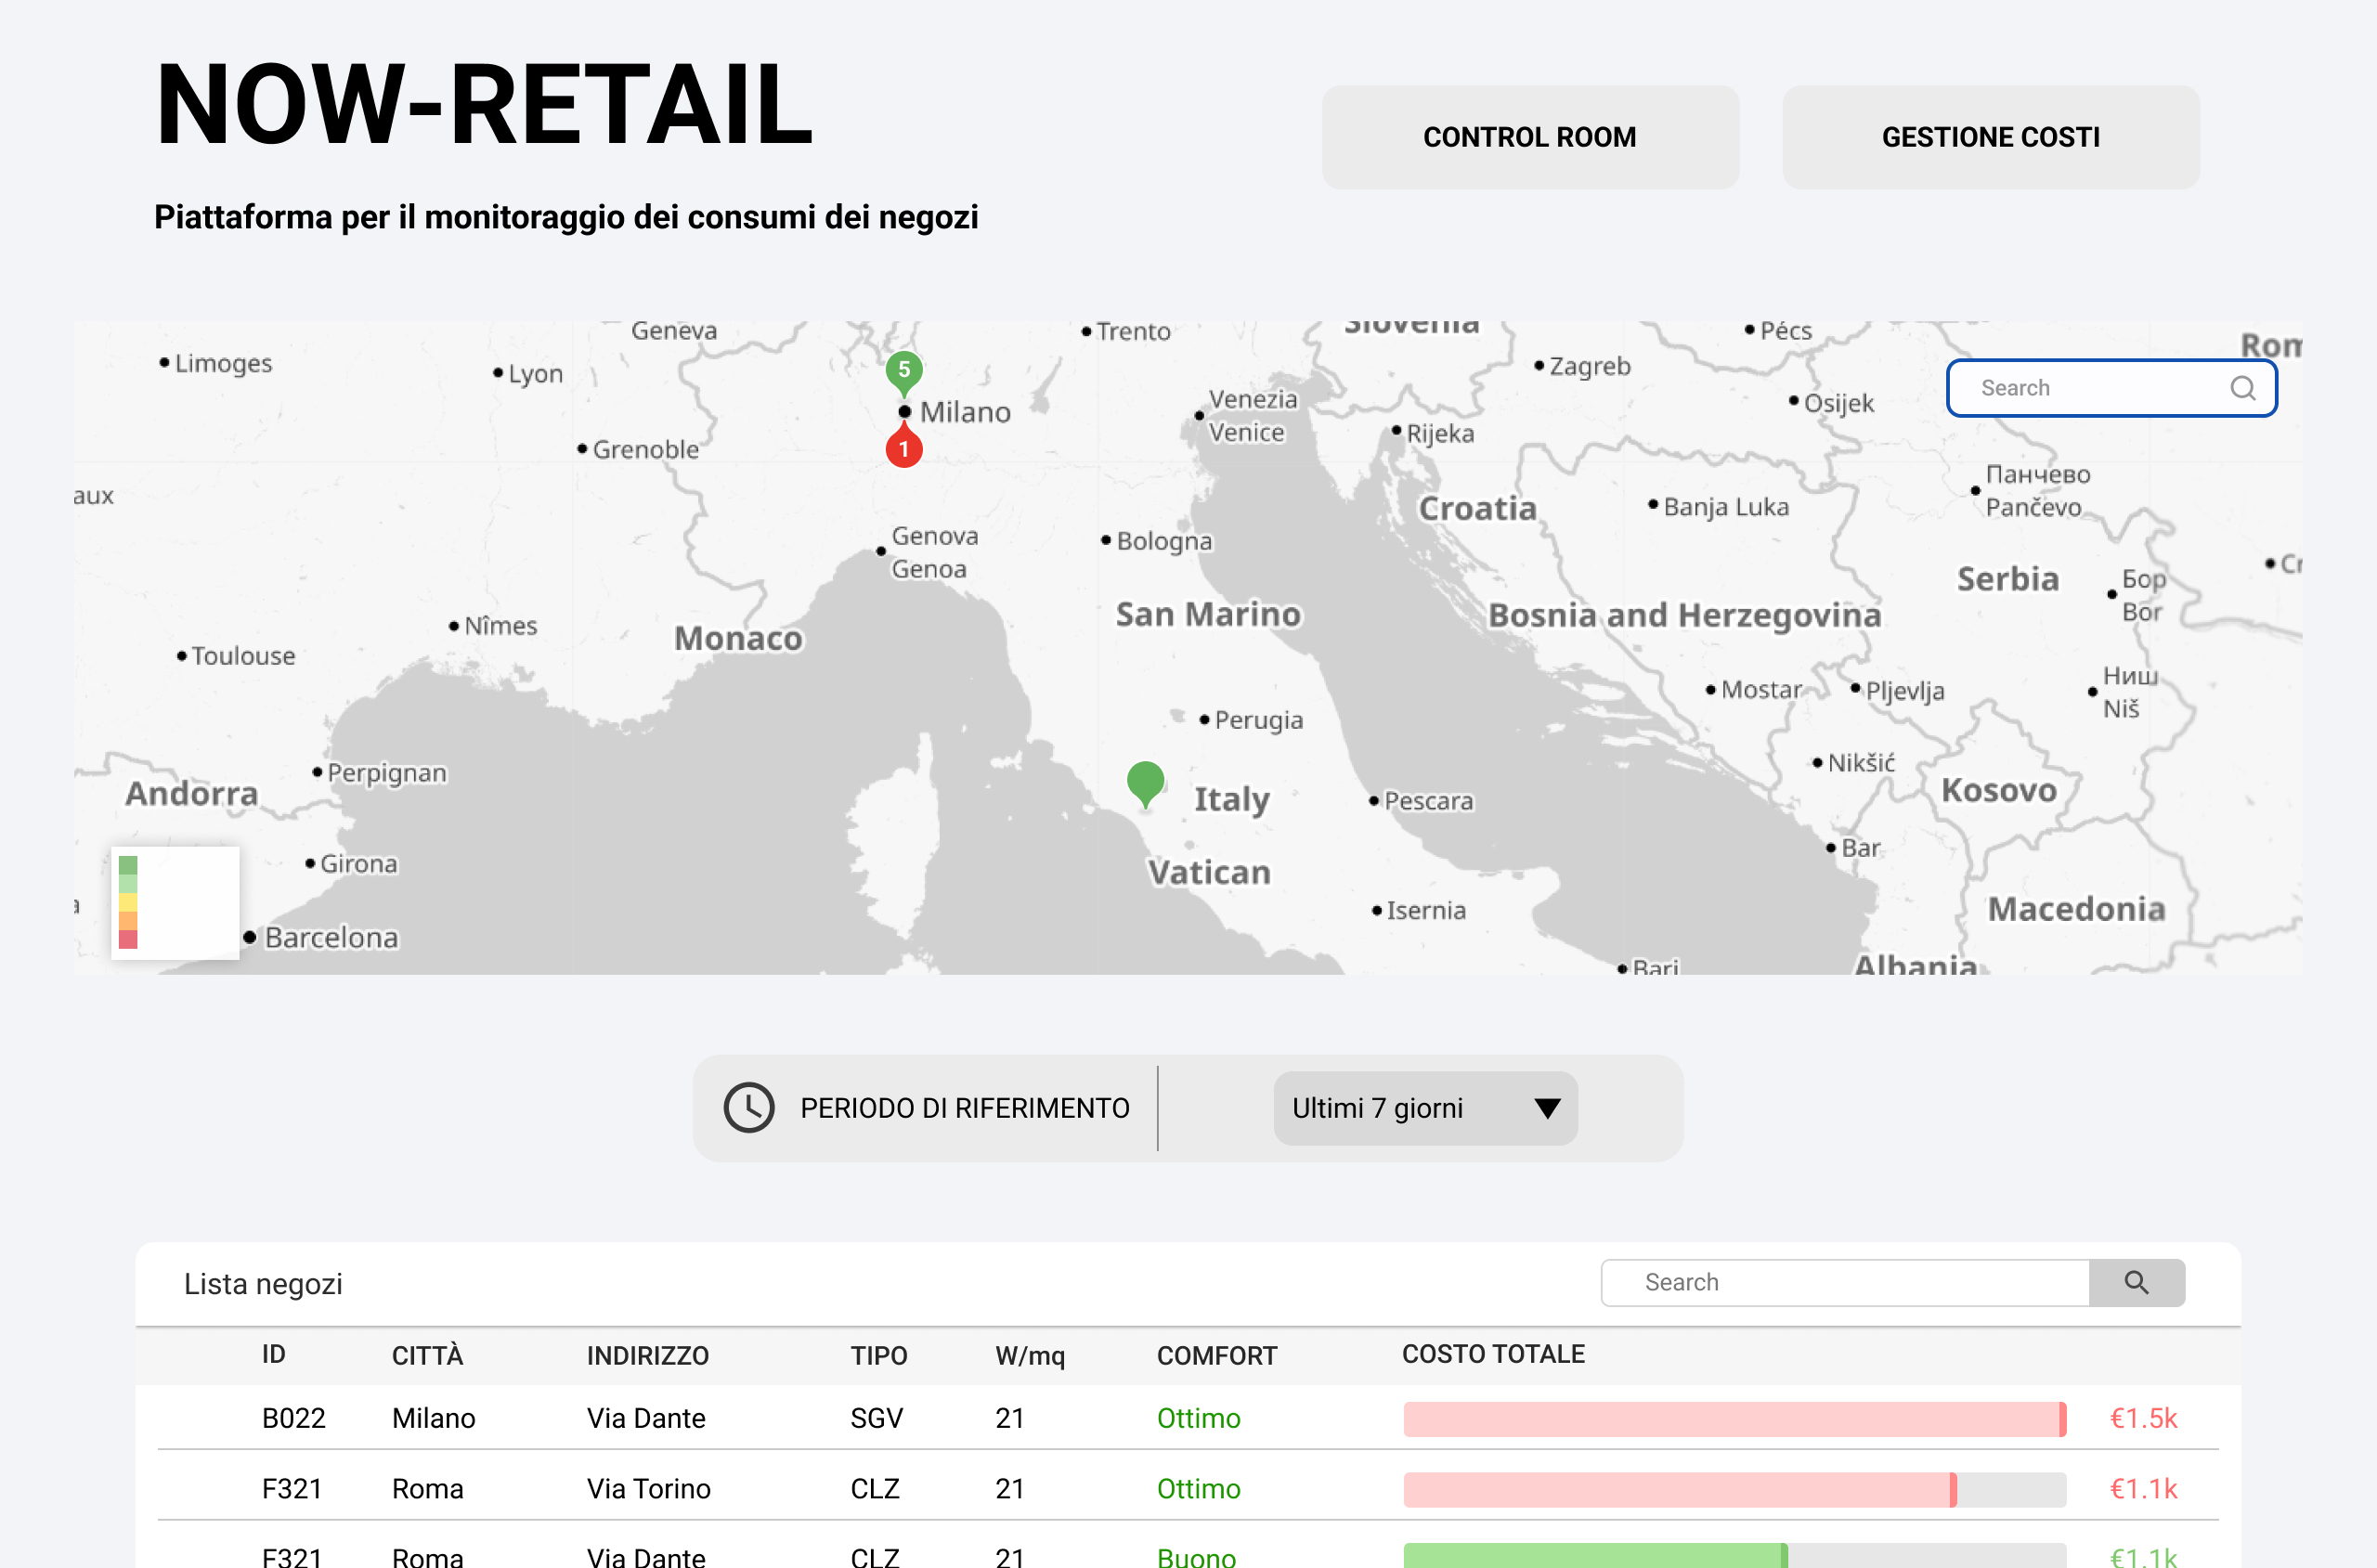 NOW-RETAIL
CONTROL ROOM
GESTIONE COSTI
Piattaforma per il monitoraggio dei consumi dei negozi
Geneva
Trento
Slovenia
Pécs
Limoges
Lyon
5
Zagreb
Rom
Search
Milano
Venezia
Venice
Osijek
Grenoble
1
Rijeka
aux
Панчево
Pančevo
Croatia
Banja Luka
Genova
Genoa
Bologna
Serbia
Бор
Bor
Nîmes
Monaco
San Marino
Bosnia and Herzegovina
Toulouse
Mostar
Pljevlja
Ниш
Niš
Perugia
Nikšić
Perpignan
Andorra
Italy
Pescara
Kosovo
Girona
Vatican
Bar
Isernia
Macedonia
Barcelona
Bari
Albania
PERIODO DI RIFERIMENTO
Ultimi 7 giorni
Lista negozi
Search
ID CITTÀ INDIRIZZO TIPO W/mq COMFORT COSTO TOTALE
B022 Milano Via Dante SGV 21 Ottimo €1.5k
F321 Roma Via Torino CLZ 21 Ottimo €1.1k
F321 Roma Via Dante CLZ 21 Buono €1.1k